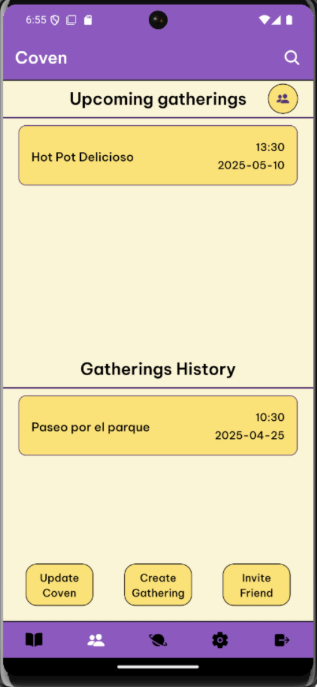 6:55
Coven
Upcoming gatherings
Hot Pot Delicioso
13:30
2025-05-10
Gatherings History
Paseo por el parque
10:30
2025-04-25
Update
Coven
Create
Gathering
Invite
Friend